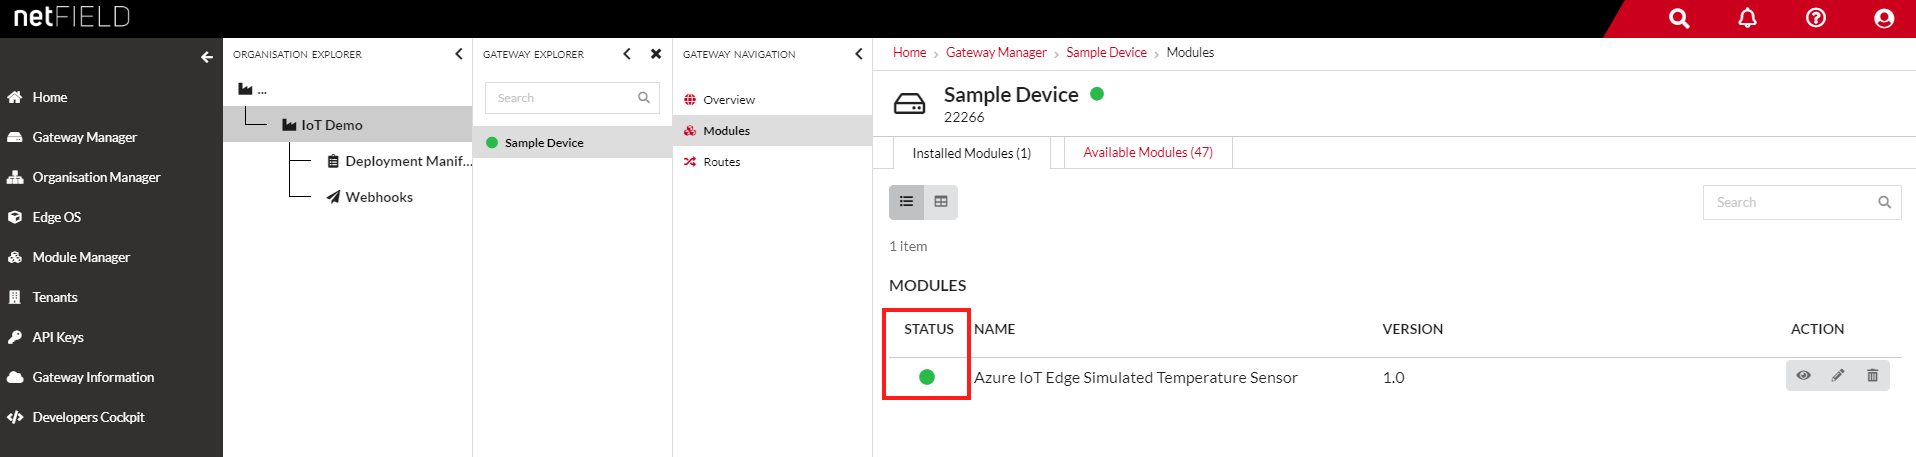 netFIELD
Home
Gateway Manager
Organisation Manager
Edge OS
Module Manager
Tenants
API Keys
Gateway Information
Developers Cockpit
ORGANISATION EXPLORER
...
IoT Demo
Deployment Manif...
Webhooks
GATEWAY EXPLORER
Search
Sample Device
GATEWAY NAVIGATION
Overview
Modules
Routes
Home › Gateway Manager › Sample Device › Modules
Sample Device
22266
Installed Modules (1) Available Modules (47)
Search
1 item
MODULES
STATUS NAME VERSION ACTION
Azure IoT Edge Simulated Temperature Sensor 1.0